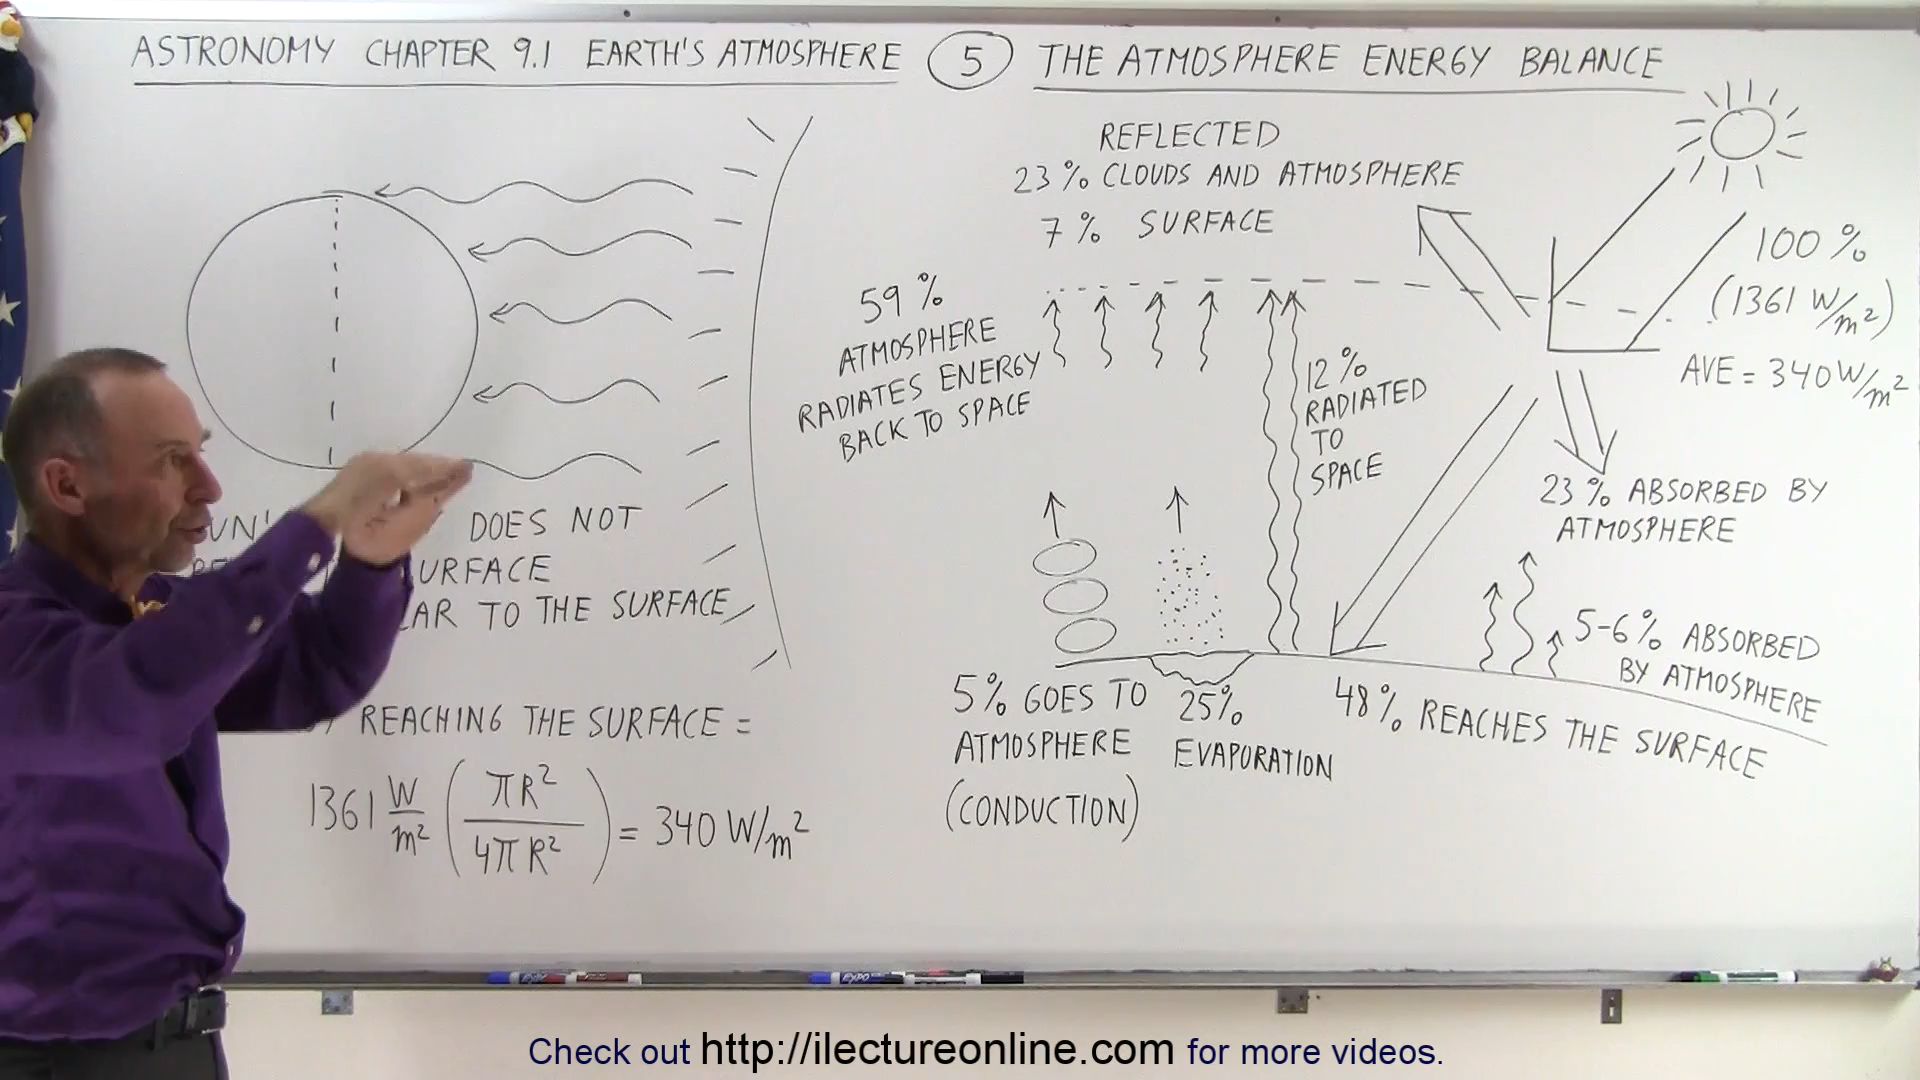 ASTRONOMY CHAPTER 9.1 EARTH'S ATMOSPHERE 5 THE ATMOSPHERE ENERGY BALANCE
DOES NOT
SURFACE
TO THE SURFACE
REACHING THE SURFACE =
1361 W/m² (πR²/4πR²) = 340 W/m²
REFLECTED
23% CLOUDS AND ATMOSPHERE
7% SURFACE
100%
(1361 W/m²)
AVE = 340 W/m²
59%
ATMOSPHERE
RADIATES ENERGY
BACK TO SPACE
12%
RADIATED
TO
SPACE
23% ABSORBED BY
ATMOSPHERE
5-6% ABSORBED
BY ATMOSPHERE
5% GOES TO
ATMOSPHERE
(CONDUCTION)
25%
EVAPORATION
48% REACHES THE SURFACE
EXPO
EXPO
Check out http://ilectureonline.com for more videos.